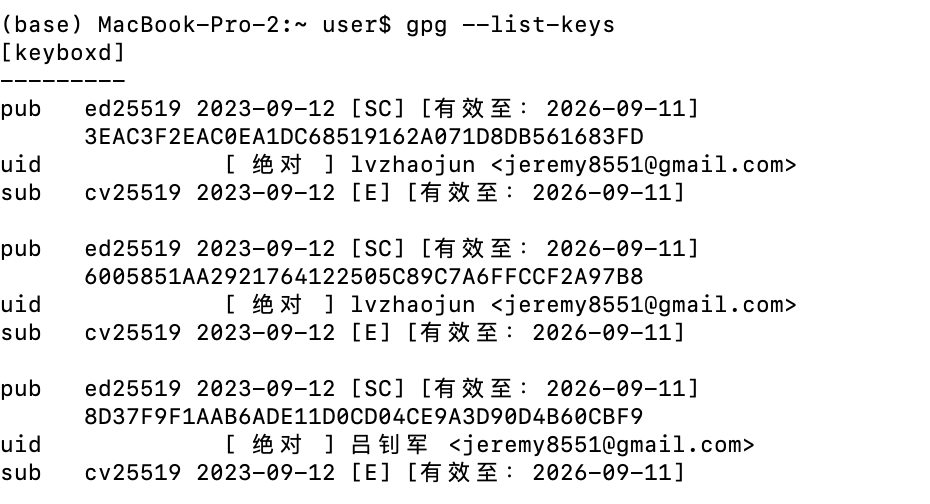 (base) MacBook-Pro-2:~ user$ gpg --list-keys
[keyboxd]
---------
pub   ed25519 2023-09-12 [SC] [有效至：2026-09-11]
      3EAC3F2EAC0EA1DC68519162A071D8DB561683FD
uid             [ 绝对 ] lvzhaojun <jeremy8551@gmail.com>
sub   cv25519 2023-09-12 [E] [有效至：2026-09-11]

pub   ed25519 2023-09-12 [SC] [有效至：2026-09-11]
      6005851AA2921764122505C89C7A6FFCCF2A97B8
uid             [ 绝对 ] lvzhaojun <jeremy8551@gmail.com>
sub   cv25519 2023-09-12 [E] [有效至：2026-09-11]

pub   ed25519 2023-09-12 [SC] [有效至：2026-09-11]
      8D37F9F1AAB6ADE11D0CD04CE9A3D90D4B60CBF9
uid             [ 绝对 ] 吕钊军 <jeremy8551@gmail.com>
sub   cv25519 2023-09-12 [E] [有效至：2026-09-11]